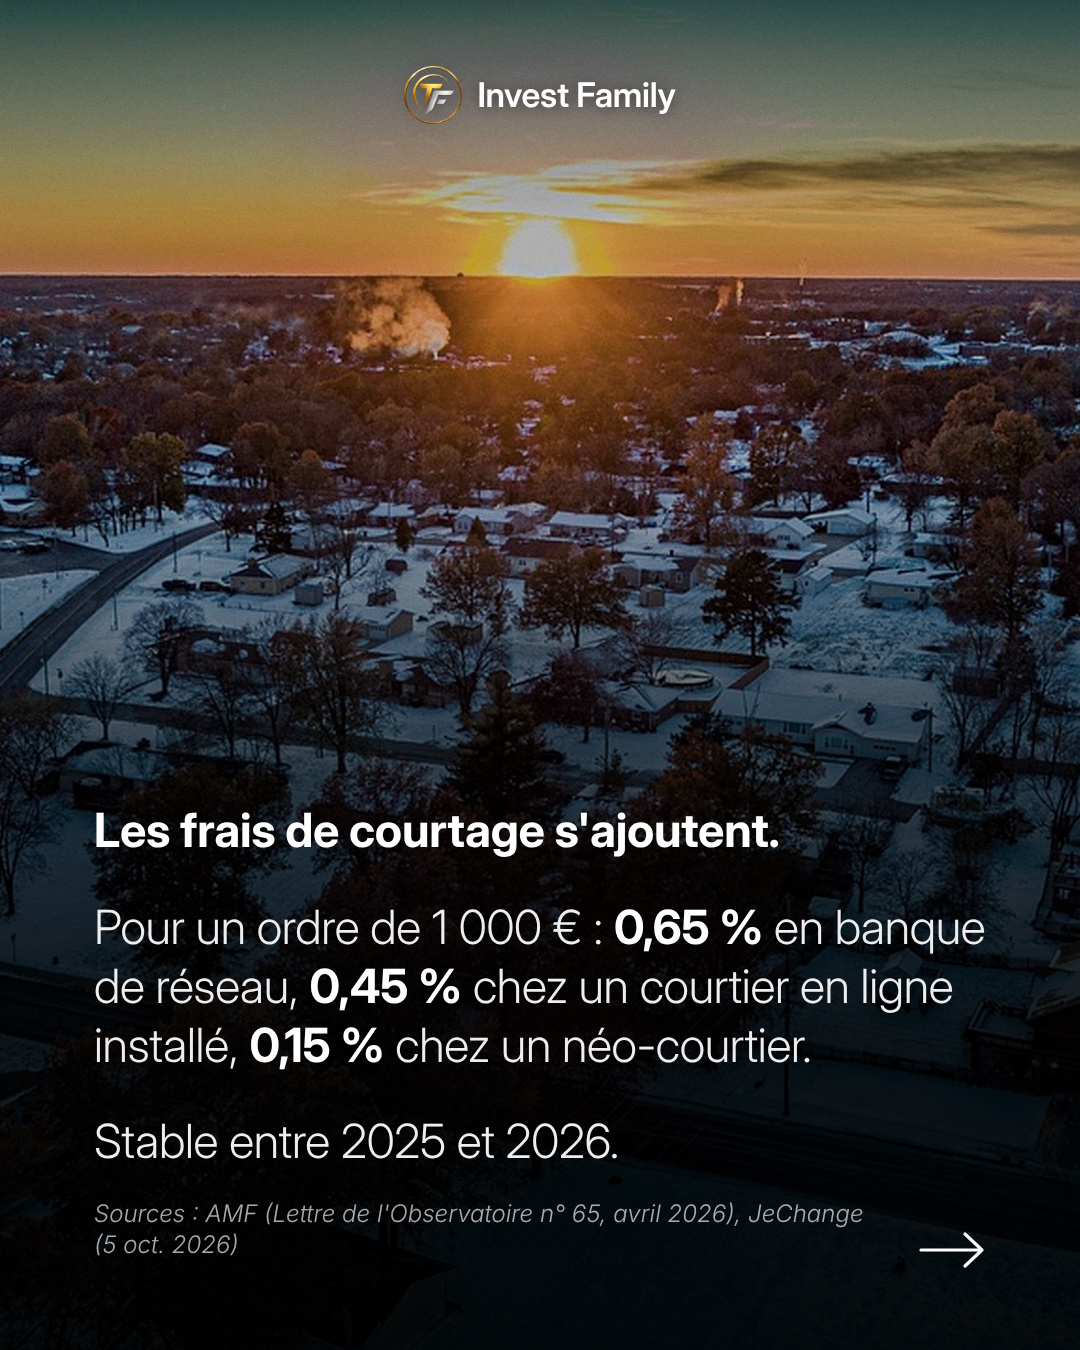 Invest Family
Les frais de courtage s'ajoutent.
Pour un ordre de 1 000 € : 0,65 % en banque
de réseau, 0,45 % chez un courtier en ligne
installé, 0,15 % chez un néo-courtier.
Stable entre 2025 et 2026.
Sources : AMF (Lettre de l'Observatoire n° 65, avril 2026), JeChange
(5 oct. 2026)